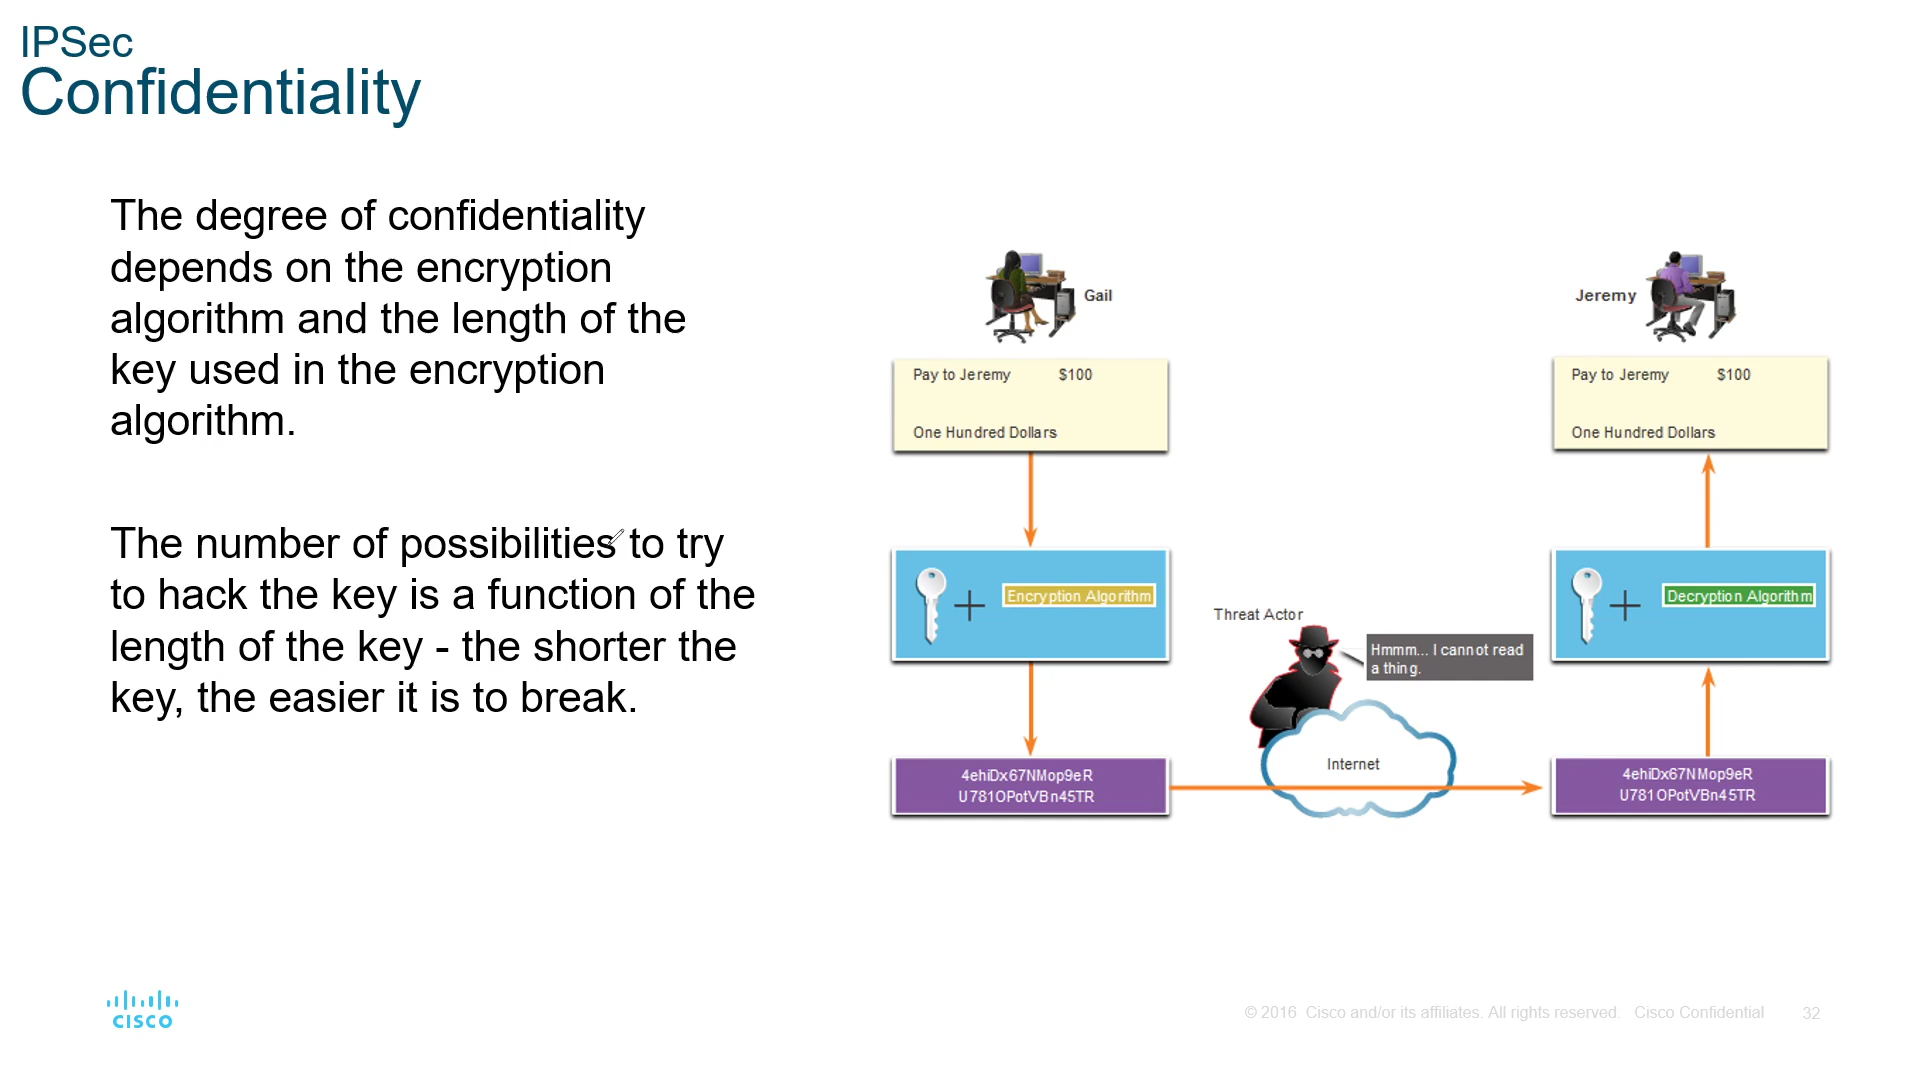 IPSec
Confidentiality
The degree of confidentiality
depends on the encryption
algorithm and the length of the
key used in the encryption
algorithm.
The number of possibilities to try
to hack the key is a function of the
length of the key - the shorter the
key, the easier it is to break.
Gail
Pay to Jeremy $100
One Hundred Dollars
Encryption Algorithm
4ehiDx67NMop9eR
U781OPotVBn45TR
Threat Actor
Hmmm... I cannot read
a thing.
Internet
Jeremy
Pay to Jeremy $100
One Hundred Dollars
Decryption Algorithm
4ehiDx67NMop9eR
U781OPotVBn45TR
CISCO
© 2016 Cisco and/or its affiliates. All rights reserved. Cisco Confidential 32